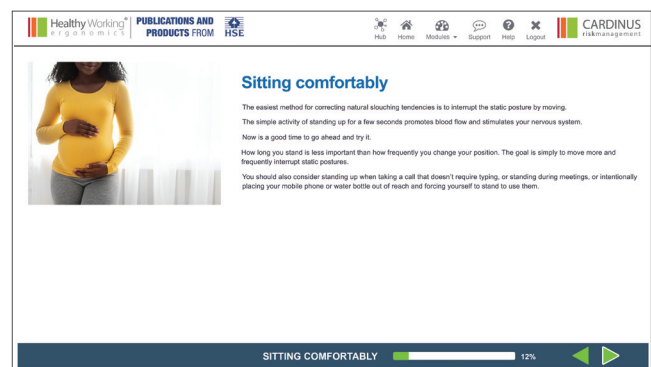 Healthy Working®
ergonomics
PUBLICATIONS AND
PRODUCTS FROM
HSE
Hub
Home
Modules
Support
Help
Logout
CARDINUS
riskmanagement
Sitting comfortably
The easiest method for correcting natural slouching tendencies is to interrupt the static posture by moving.
The simple activity of standing up for a few seconds promotes blood flow and stimulates your nervous system.
Now is a good time to go ahead and try it.
How long you stand is less important than how frequently you change your position. The goal is simply to move more and
frequently interrupt static postures.
You should also consider standing up when taking a call that doesn't require typing, or standing during meetings, or intentionally
placing your mobile phone or water bottle out of reach and forcing yourself to stand to use them.
SITTING COMFORTABLY
12%